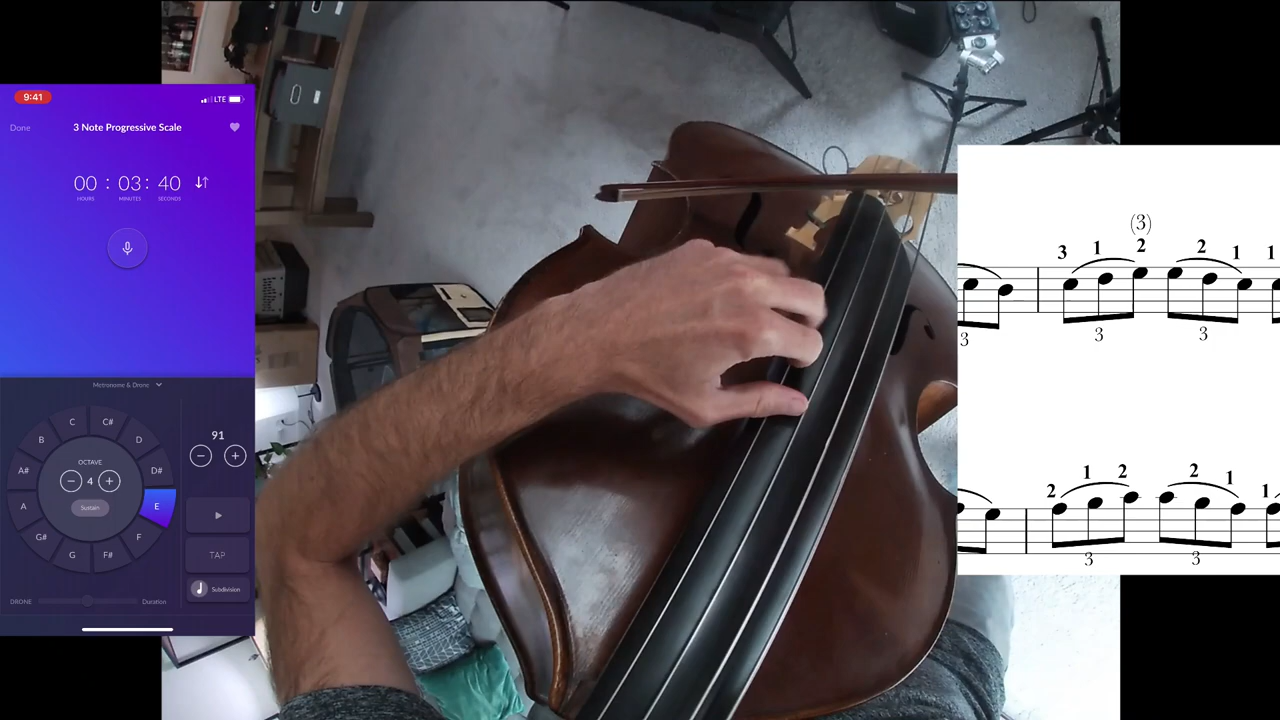 9:41
LTE
Done
3 Note Progressive Scale
00 : 03 : 40
HOURS MINUTES SECONDS
Metronome & Drone
C C#
B D
A# D#
A E
G# F
G F#
OCTAVE
− 4 +
Sustain
91
− +
TAP
Subdivision
DRONE Duration
(3)
3 1 2 2 1 1
3 3 3
2 1 2 2 1 1
3 3